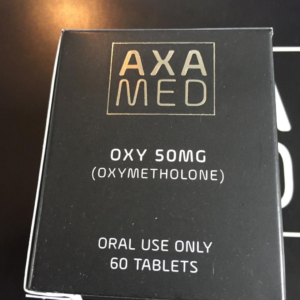 AXA
MED
OXY 50MG
(OXYMETHOLONE)
ORAL USE ONLY
60 TABLETS